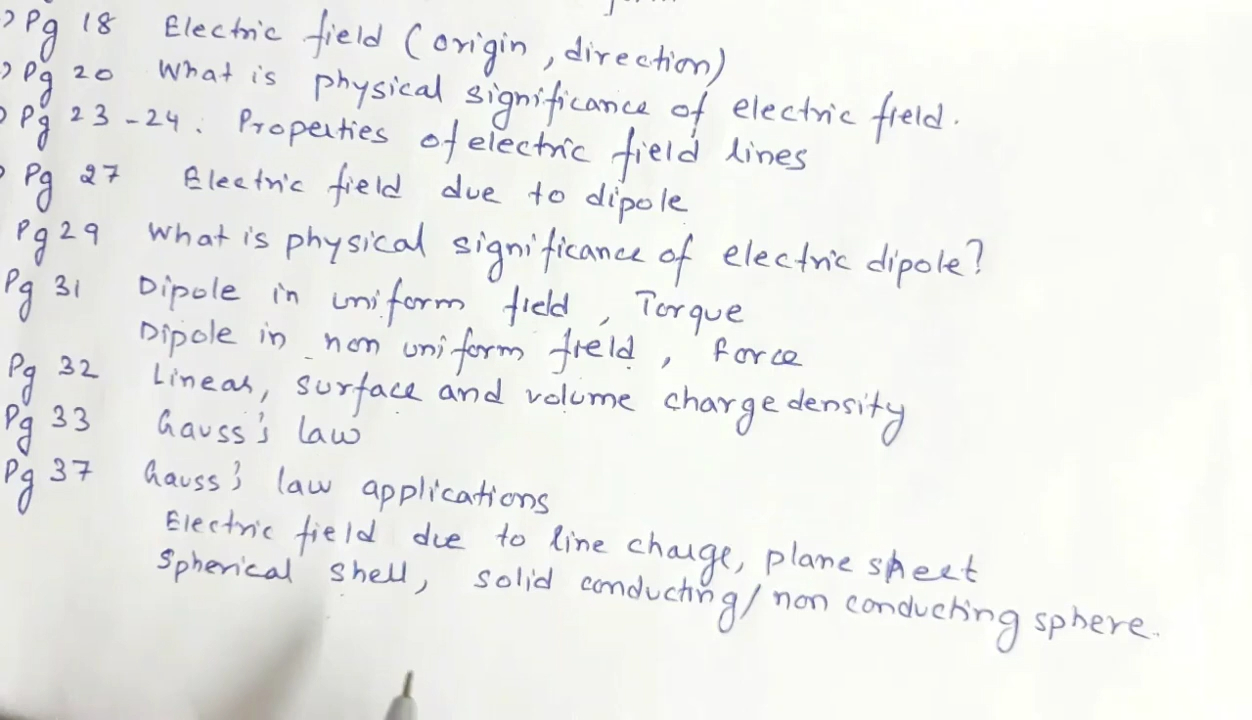 Pg 18 Electric field (origin, direction)
Pg 20 What is physical significance of electric field.
Pg 23-24. Properties of electric field lines
Pg 27 Electric field due to dipole
Pg 29 What is physical significance of electric dipole?
Pg 31 Dipole in uniform field, Torque
Dipole in non uniform field, Force
Pg 32 Linear, surface and volume charge density
Pg 33 Gauss's law
Pg 37 Gauss's law applications
Electric field due to line charge, plane sheet
Spherical shell, solid conducting/non conducting sphere.